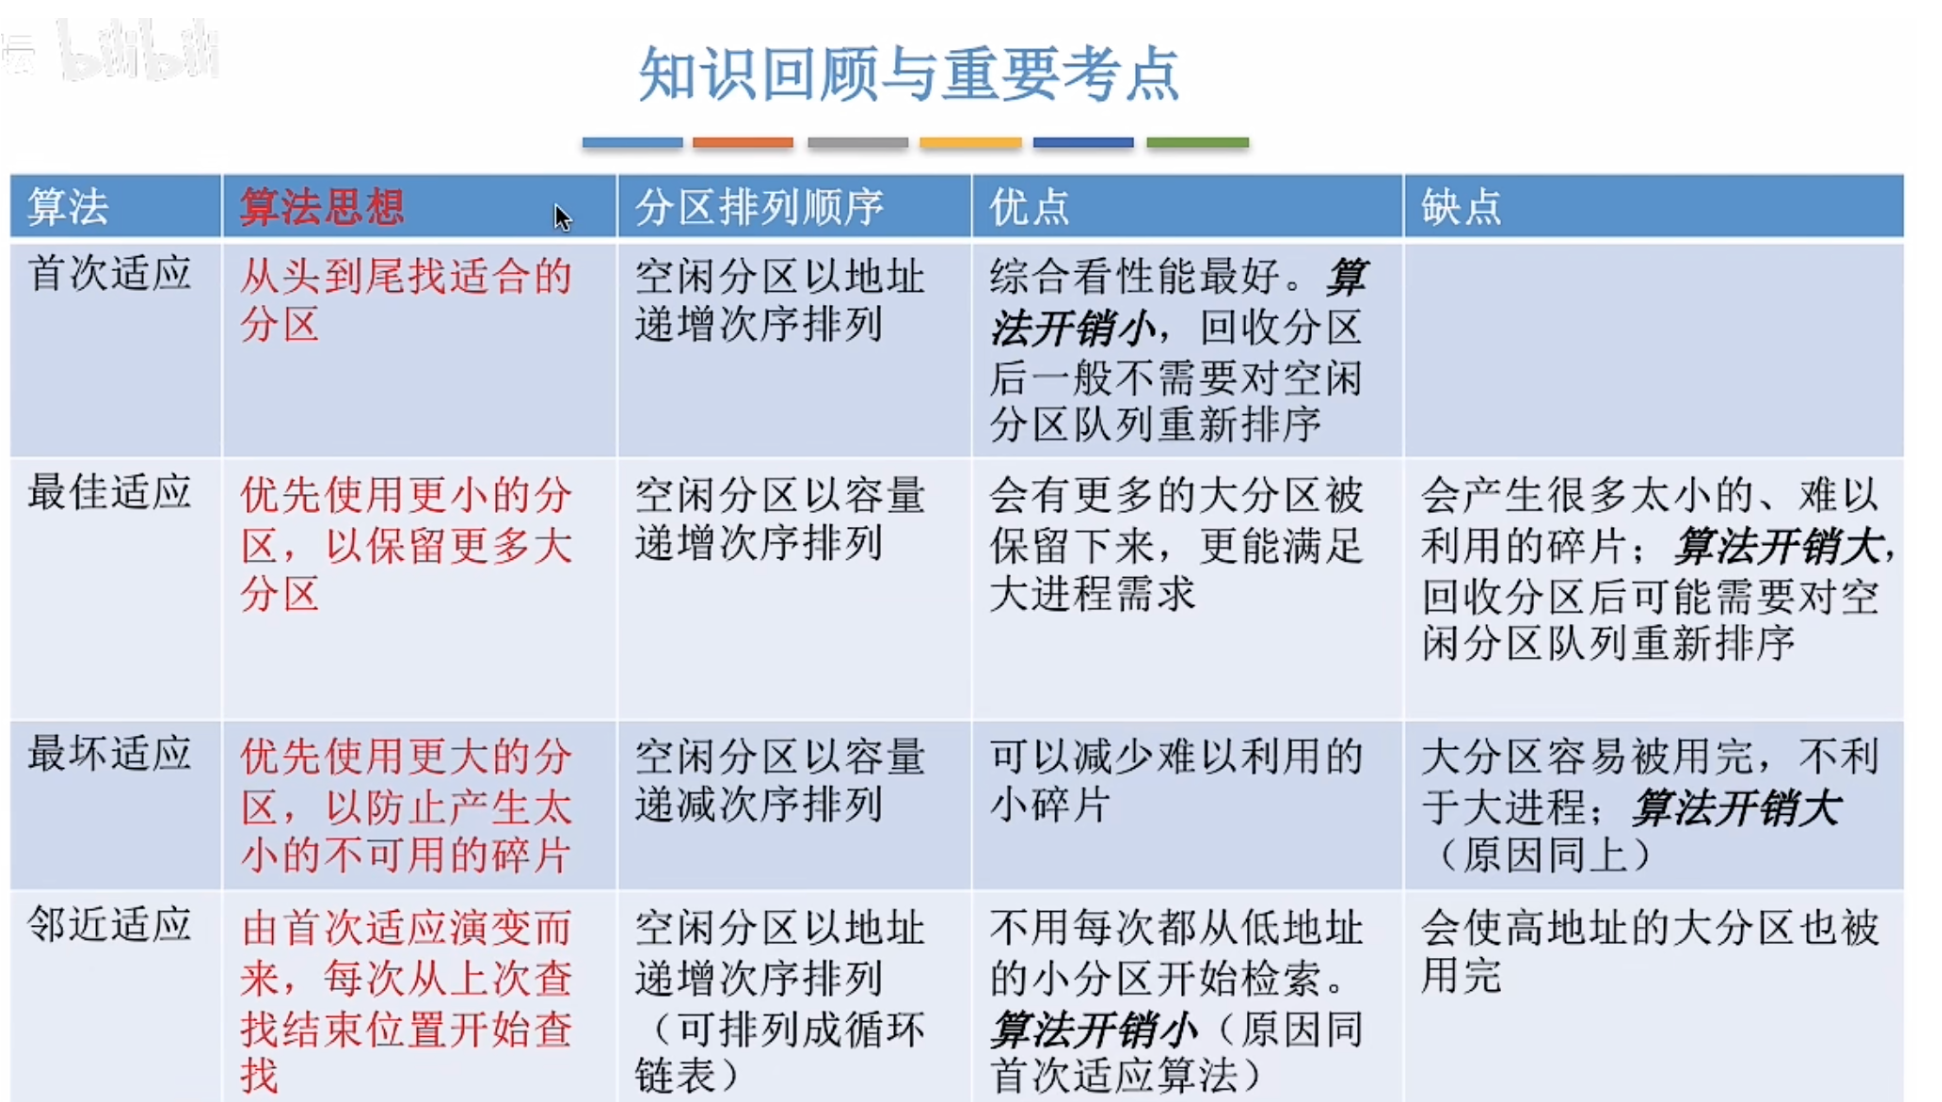 bilibili
知识回顾与重要考点
算法
算法思想
分区排列顺序
优点
缺点
首次适应
从头到尾找适合的
分区
空闲分区以地址
递增次序排列
综合看性能最好。算
法开销小，回收分区
后一般不需要对空闲
分区队列重新排序
最佳适应
优先使用更小的分
区，以保留更多大
分区
空闲分区以容量
递增次序排列
会有更多的大分区被
保留下来，更能满足
大进程需求
会产生很多太小的、难以
利用的碎片；算法开销大，
回收分区后可能需要对空
闲分区队列重新排序
最坏适应
优先使用更大的分
区，以防止产生太
小的不可用的碎片
空闲分区以容量
递减次序排列
可以减少难以利用的
小碎片
大分区容易被用完，不利
于大进程；算法开销大
（原因同上）
邻近适应
由首次适应演变而
来，每次从上次查
找结束位置开始查
找
空闲分区以地址
递增次序排列
（可排列成循环
链表）
不用每次都从低地址
的小分区开始检索。
算法开销小（原因同
首次适应算法）
会使高地址的大分区也被
用完